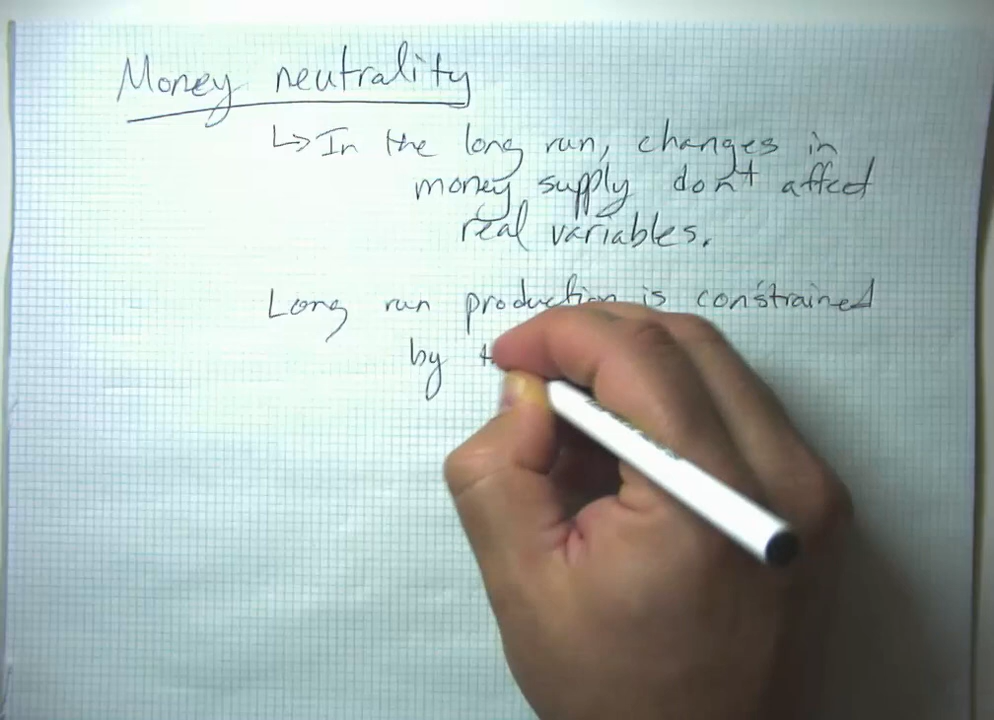 Money neutrality
↳ In the long run, changes in
money supply don't affect
real variables.
Long run production is constrained
by